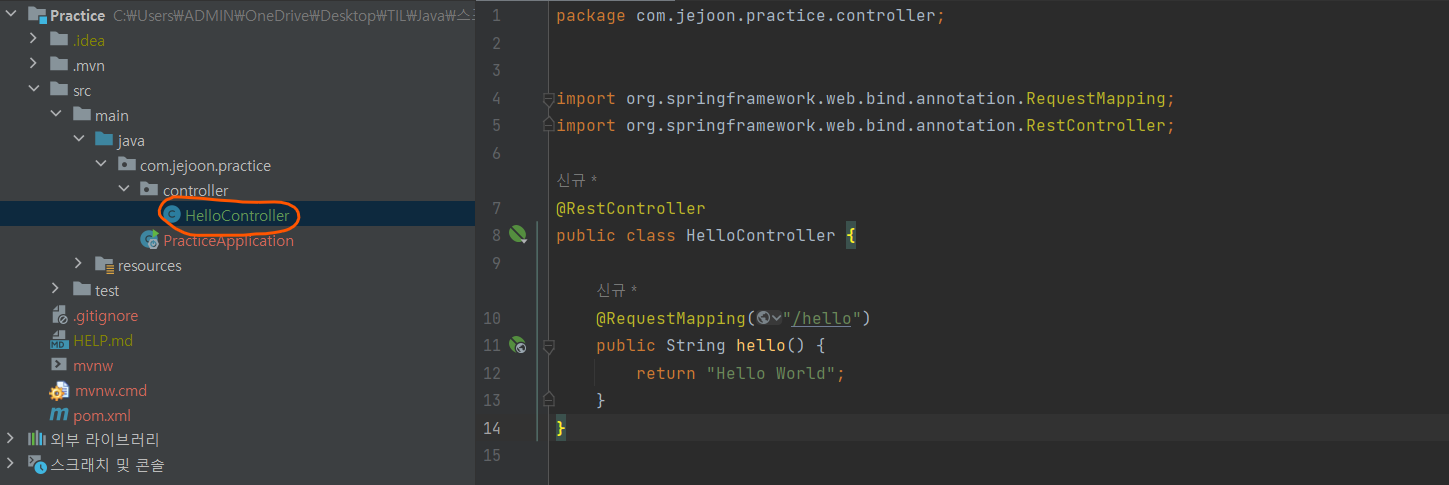 Practice C:₩Users₩ADMIN₩OneDrive₩Desktop₩TIL₩Java₩스
.idea
.mvn
src
main
java
com.jejoon.practice
controller
HelloController
PracticeApplication
resources
test
.gitignore
HELP.md
mvnw
mvnw.cmd
pom.xml
외부 라이브러리
스크래치 및 콘솔
1 package com.jejoon.practice.controller;
2
3
4 import org.springframework.web.bind.annotation.RequestMapping;
5 import org.springframework.web.bind.annotation.RestController;
6
신규 *
7 @RestController
8 public class HelloController {
9
신규 *
10 @RequestMapping("/hello")
11 public String hello() {
12 return "Hello World";
13 }
14 }
15